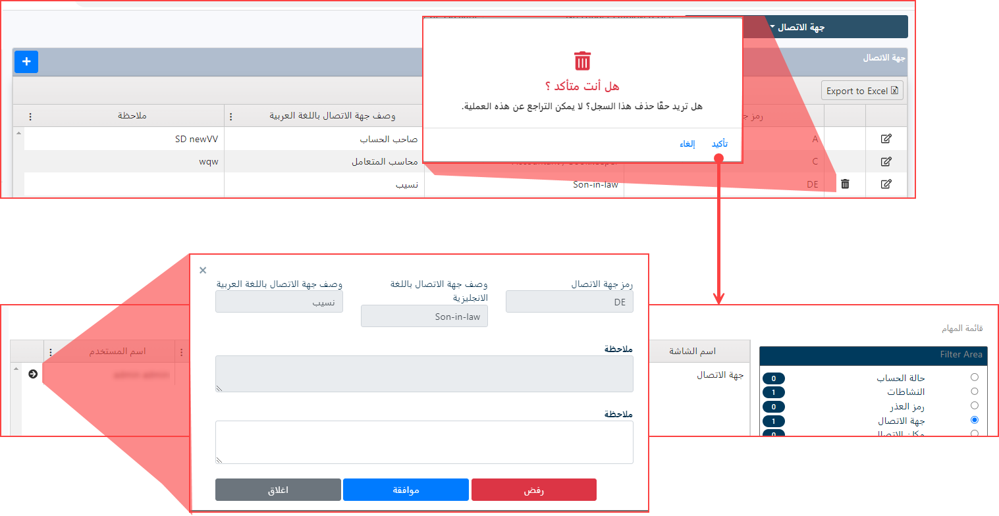 جهة الاتصال
جهة الاتصال
Export to Excel
رمز ج
وصف جهة الاتصال باللغة العربية
ملاحظة
A
صاحب الحساب
SD newVV
C
محاسب المتعامل
wqw
DE
Son-in-law
نسيب
هل أنت متأكد ؟
هل تريد حقًا حذف هذا السجل؟ لا يمكن التراجع عن هذه العملية.
تأكيد
إلغاء
قائمة المهام
Filter Area
حالة الحساب
0
النشاطات
1
رمز العذر
0
جهة الاتصال
1
مكان الاتصال
0
اسم الشاشة
اسم المستخدم
جهة الاتصال
×
رمز جهة الاتصال
وصف جهة الاتصال باللغة
الانجليزية
وصف جهة الاتصال باللغة العربية
DE
Son-in-law
نسيب
ملاحظة
ملاحظة
رفض
موافقة
اغلاق